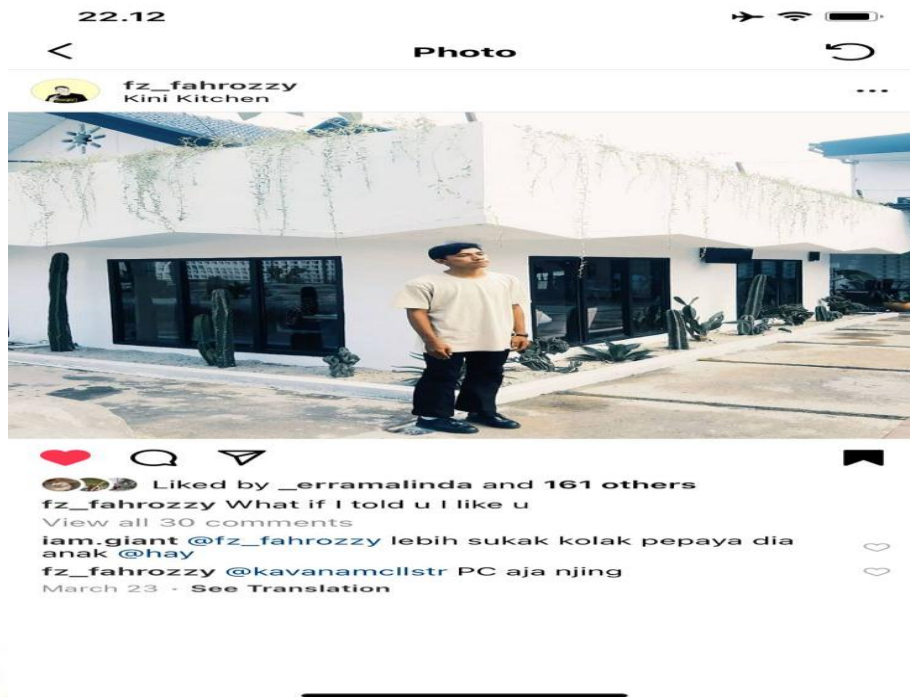 22.12
Photo
fz_fahrozzy
Kini Kitchen
Liked by _erramalinda and 161 others
fz_fahrozzy What if I told u I like u
View all 30 comments
iam.giant @fz_fahrozzy lebih sukak kolak pepaya dia
anak @hay
fz_fahrozzy @kavanamcllstr PC aja njing
March 23 · See Translation